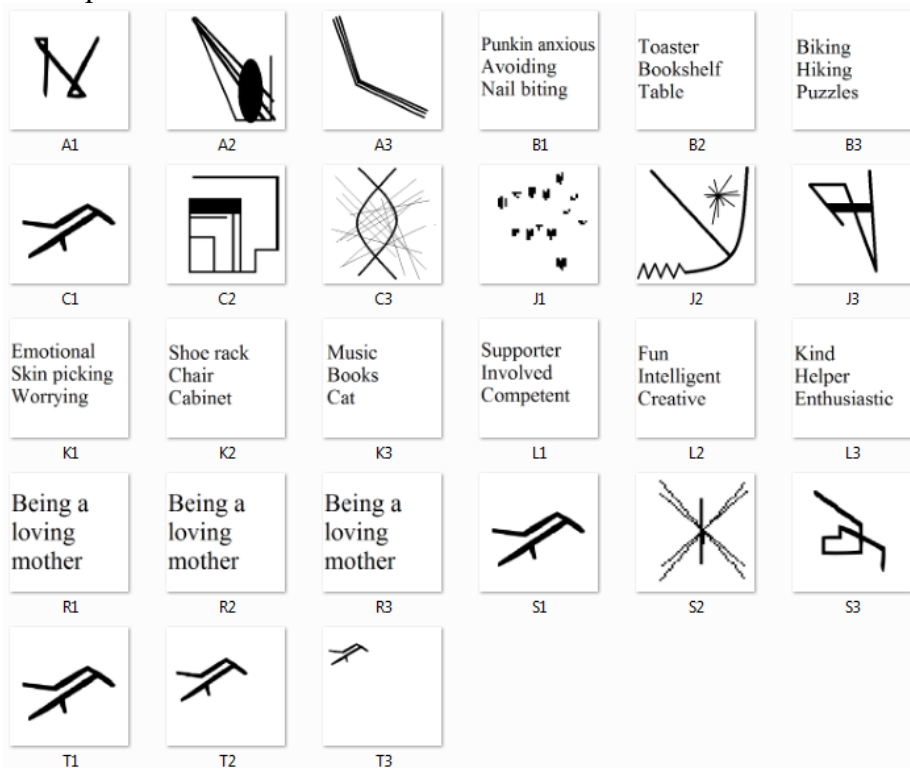 Punkin anxious
Avoiding
Nail biting
Toaster
Bookshelf
Table
Biking
Hiking
Puzzles
A1 A2 A3 B1 B2 B3
C1 C2 C3 J1 J2 J3
Emotional
Skin picking
Worrying
Shoe rack
Chair
Cabinet
Music
Books
Cat
Supporter
Involved
Competent
Fun
Intelligent
Creative
Kind
Helper
Enthusiastic
K1 K2 K3 L1 L2 L3
Being a
loving
mother
Being a
loving
mother
Being a
loving
mother
R1 R2 R3 S1 S2 S3
T1 T2 T3